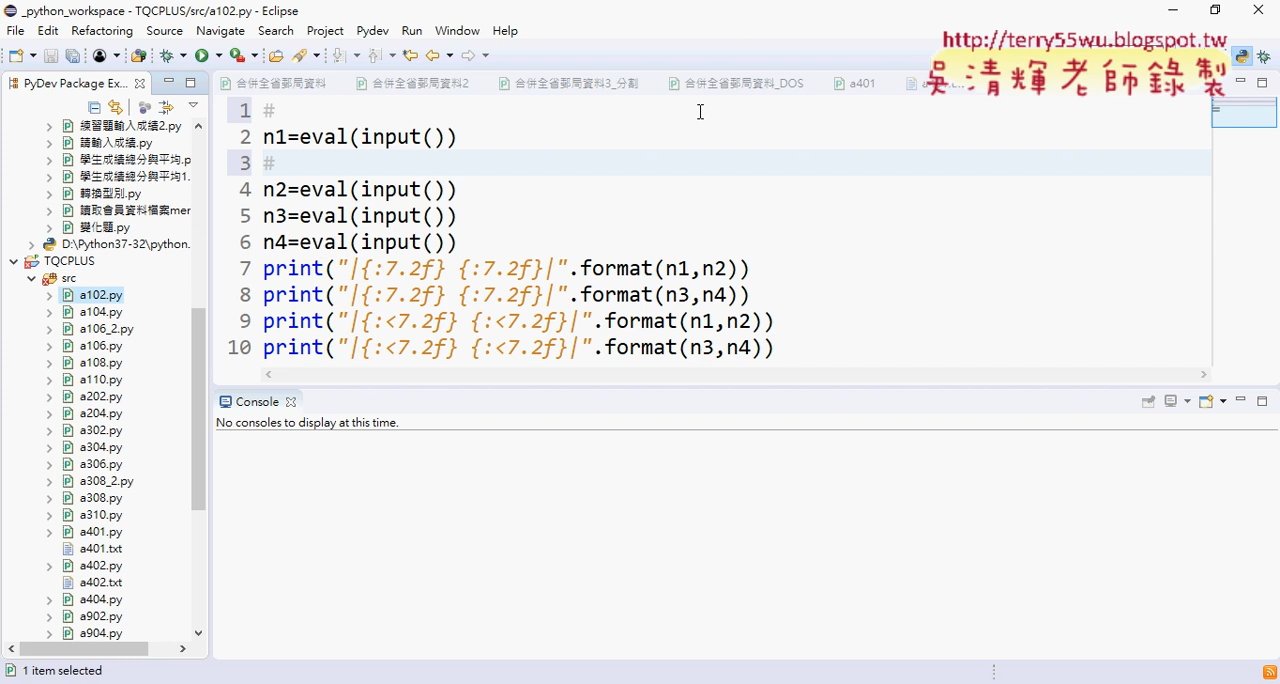 _python_workspace - TQCPLUS/src/a102.py - Eclipse
File Edit Refactoring Source Navigate Search Project Pydev Run Window Help
http://terry55wu.blogspot.tw
吳清輝老師錄製
PyDev Package Ex...
合併全省郵局資料
合併全省郵局資料2
合併全省郵局資料3_分割
合併全省郵局資料_DOS
a401
練習題輸入成績2.py
請輸入成績.py
學生成績總分與平均.p
學生成績總分與平均1.
轉換型別.py
讀取會員資料檔案mer
變化題.py
D:\Python37-32\python.
TQCPLUS
src
a102.py
a104.py
a106_2.py
a106.py
a108.py
a110.py
a202.py
a204.py
a302.py
a304.py
a306.py
a308_2.py
a308.py
a310.py
a401.py
a401.txt
a402.py
a402.txt
a404.py
a902.py
a904.py
1 #
2 n1=eval(input())
3 #
4 n2=eval(input())
5 n3=eval(input())
6 n4=eval(input())
7 print("|{:7.2f} {:7.2f}|".format(n1,n2))
8 print("|{:7.2f} {:7.2f}|".format(n3,n4))
9 print("|{:<7.2f} {:<7.2f}|".format(n1,n2))
10 print("|{:<7.2f} {:<7.2f}|".format(n3,n4))
Console
No consoles to display at this time.
1 item selected